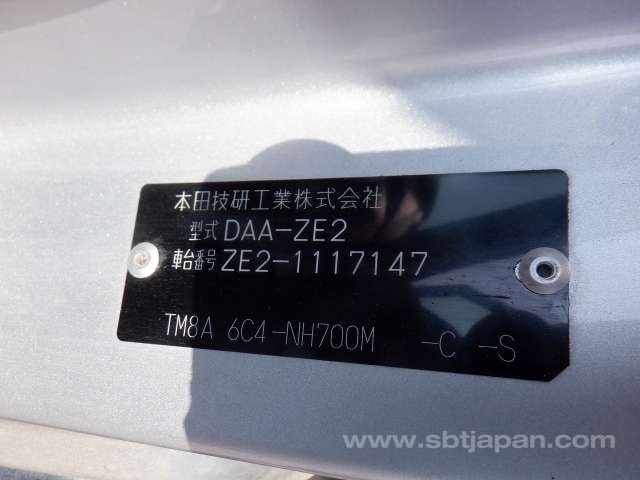 本田技研工業株式会社
型式 DAA-ZE2
車台番号 ZE2-1117147
TM8A 6C4-NH700M -C -S
www.sbtjapan.com